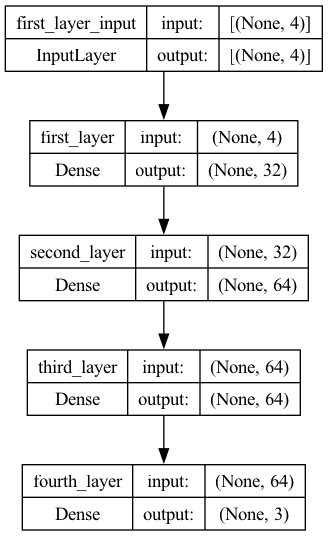 first_layer_input input: [(None, 4)]
InputLayer output: [(None, 4)]
first_layer input: (None, 4)
Dense output: (None, 32)
second_layer input: (None, 32)
Dense output: (None, 64)
third_layer input: (None, 64)
Dense output: (None, 64)
fourth_layer input: (None, 64)
Dense output: (None, 3)